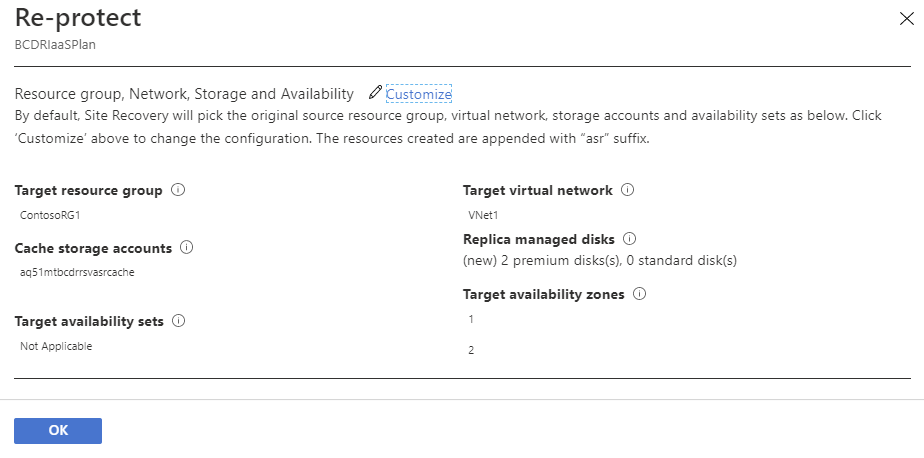 Re-protect
BCDRIaaSPlan
Resource group, Network, Storage and Availability Customize
By default, Site Recovery will pick the original source resource group, virtual network, storage accounts and availability sets as below. Click
'Customize' above to change the configuration. The resources created are appended with “asr” suffix.
Target resource group
ContosoRG1
Cache storage accounts
aq51mtbcdrrsvasrcache
Target availability sets
Not Applicable
Target virtual network
VNet1
Replica managed disks
(new) 2 premium disks(s), 0 standard disk(s)
Target availability zones
1
2
OK